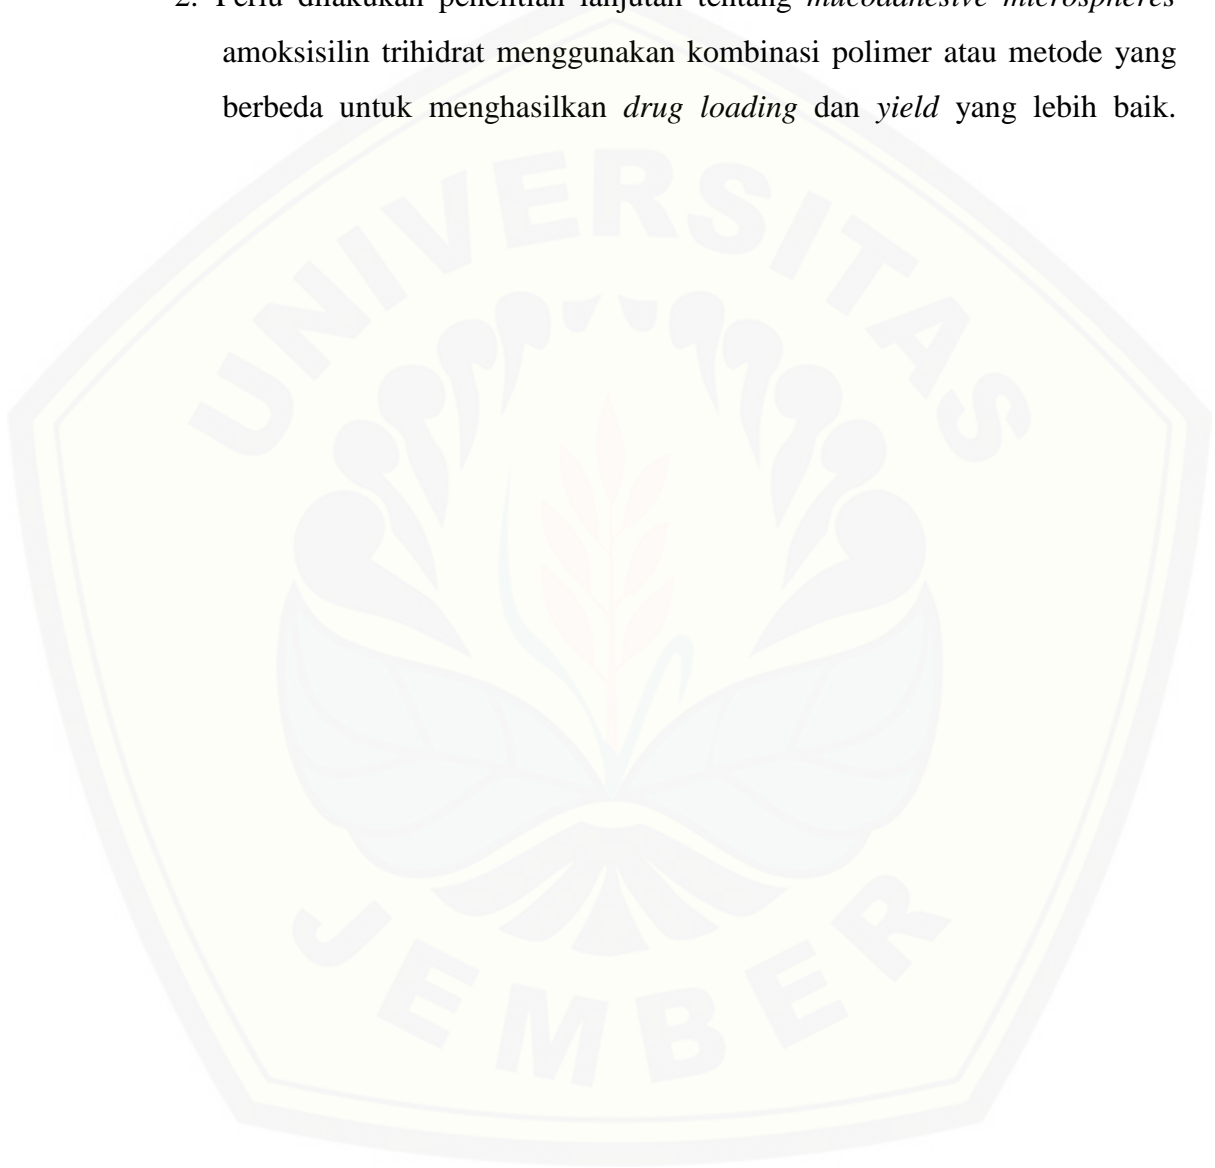 2. Perlu dilakukan penelitian lanjutan tentang mucoadhesive microspheres
amoksisilin trihidrat menggunakan kombinasi polimer atau metode yang
berbeda untuk menghasilkan drug loading dan yield yang lebih baik.
UNIVERSITAS
JEMBER